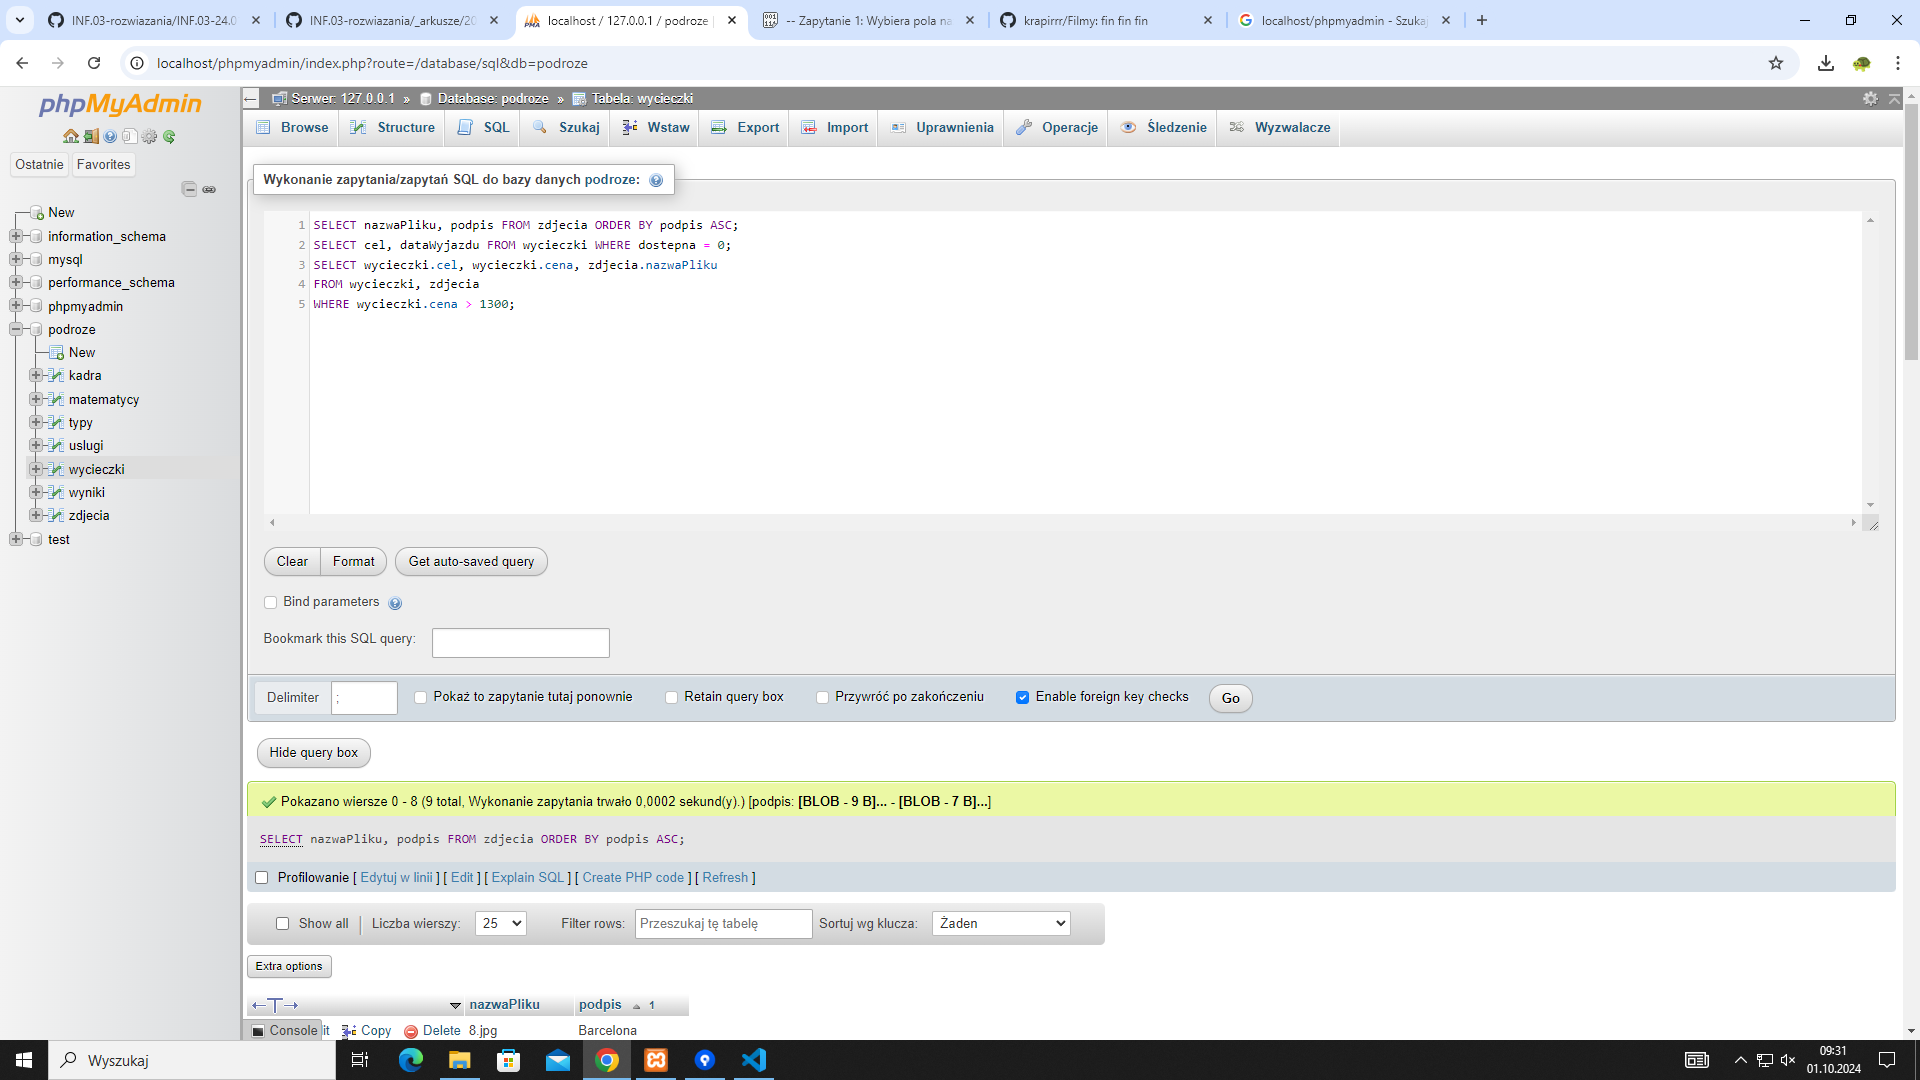 INF.03-rozwiazania/INF.03-24.0
INF.03-rozwiazania/_arkusze/20
localhost / 127.0.0.1 / podroze |
-- Zapytanie 1: Wybiera pola na
krapirrr/Filmy: fin fin fin
localhost/phpmyadmin - Szuka
localhost/phpmyadmin/index.php?route=/database/sql&db=podroze
phpMyAdmin
Ostatnie
Favorites
New
information_schema
mysql
performance_schema
phpmyadmin
podroze
New
kadra
matematycy
typy
uslugi
wycieczki
wyniki
zdjecia
test
Serwer: 127.0.0.1 » Database: podroze » Tabela: wycieczki
Browse Structure SQL Szukaj Wstaw Export Import Uprawnienia Operacje Śledzenie Wyzwalacze
Wykonanie zapytania/zapytań SQL do bazy danych podroze:
1 SELECT nazwaPliku, podpis FROM zdjecia ORDER BY podpis ASC;
2 SELECT cel, dataWyjazdu FROM wycieczki WHERE dostepna = 0;
3 SELECT wycieczki.cel, wycieczki.cena, zdjecia.nazwaPliku
4 FROM wycieczki, zdjecia
5 WHERE wycieczki.cena > 1300;
Clear Format Get auto-saved query
Bind parameters
Bookmark this SQL query:
Delimiter ; Pokaż to zapytanie tutaj ponownie Retain query box Przywróć po zakończeniu Enable foreign key checks Go
Hide query box
Pokazano wiersze 0 - 8 (9 total, Wykonanie zapytania trwało 0,0002 sekund(y).) [podpis: [BLOB - 9 B]... - [BLOB - 7 B]...]
SELECT nazwaPliku, podpis FROM zdjecia ORDER BY podpis ASC;
Profilowanie [ Edytuj w linii ] [ Edit ] [ Explain SQL ] [ Create PHP code ] [ Refresh ]
Show all Liczba wierszy: 25 Filter rows: Przeszukaj tę tabelę Sortuj wg klucza: Żaden
Extra options
←T→ nazwaPliku podpis 1
Console it Copy Delete 8.jpg Barcelona
Wyszukaj
09:31
01.10.2024